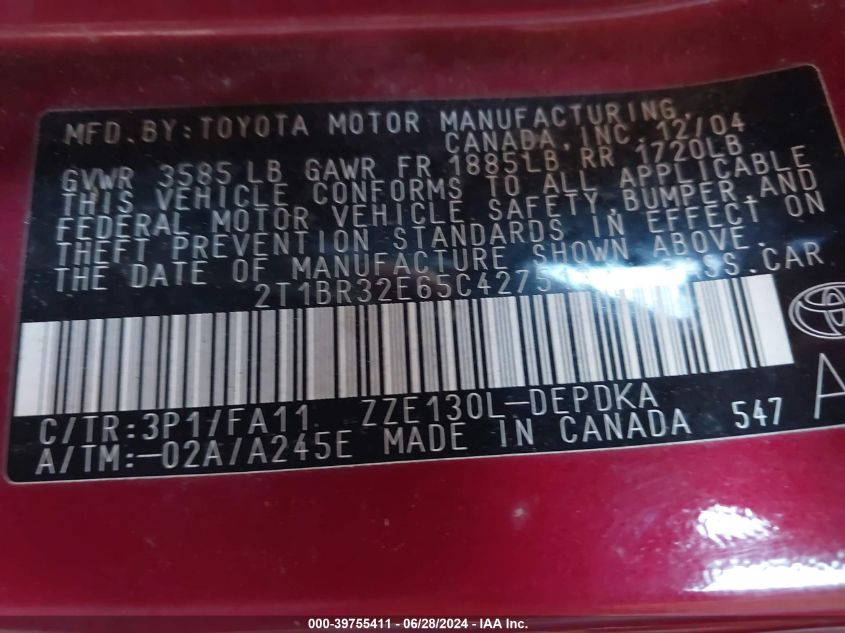 MFD. BY: TOYOTA MOTOR MANUFACTURING,
CANADA, INC. 12/04
GVWR 3585 LB GAWR FR 1885LB RR 1720LB
THIS VEHICLE CONFORMS TO ALL APPLICABLE
FEDERAL MOTOR VEHICLE SAFETY, BUMPER, AND
THEFT PREVENTION STANDARDS IN EFFECT ON
THE DATE OF MANUFACTURE SHOWN ABOVE.
CAR
C/TR: 3P1/FA11 ZZE130L-DEPDKA
A/TM: -02A/A245E MADE IN CANADA 547 A
000-39755411 - 06/28/2024 - IAA Inc.